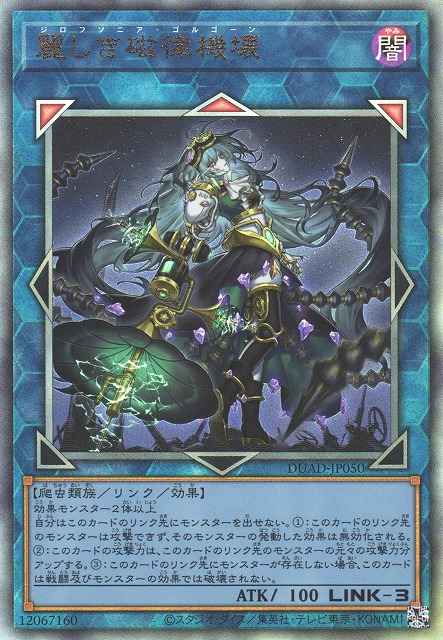 ジロフソニア・ゴルゴーン
麗しき磁律機壊
やみ
闇
DUAD-JP050
【爬虫類族／リンク／効果】
効果モンスター2体以上
自分はこのカードのリンク先にモンスターを出せない。①：このカードのリンク先
のモンスターは攻撃できず、そのモンスターの発動した効果は無効化される。
②：このカードの攻撃力は、このカードのリンク先のモンスターの元々の攻撃力分
アップする。③：このカードのリンク先にモンスターが存在しない場合、このカード
は戦闘及びモンスターの効果では破壊されない。
ATK/ 100 LINK-3
12067160
©スタジオ・ダイス／集英社・テレビ東京・KONAMI